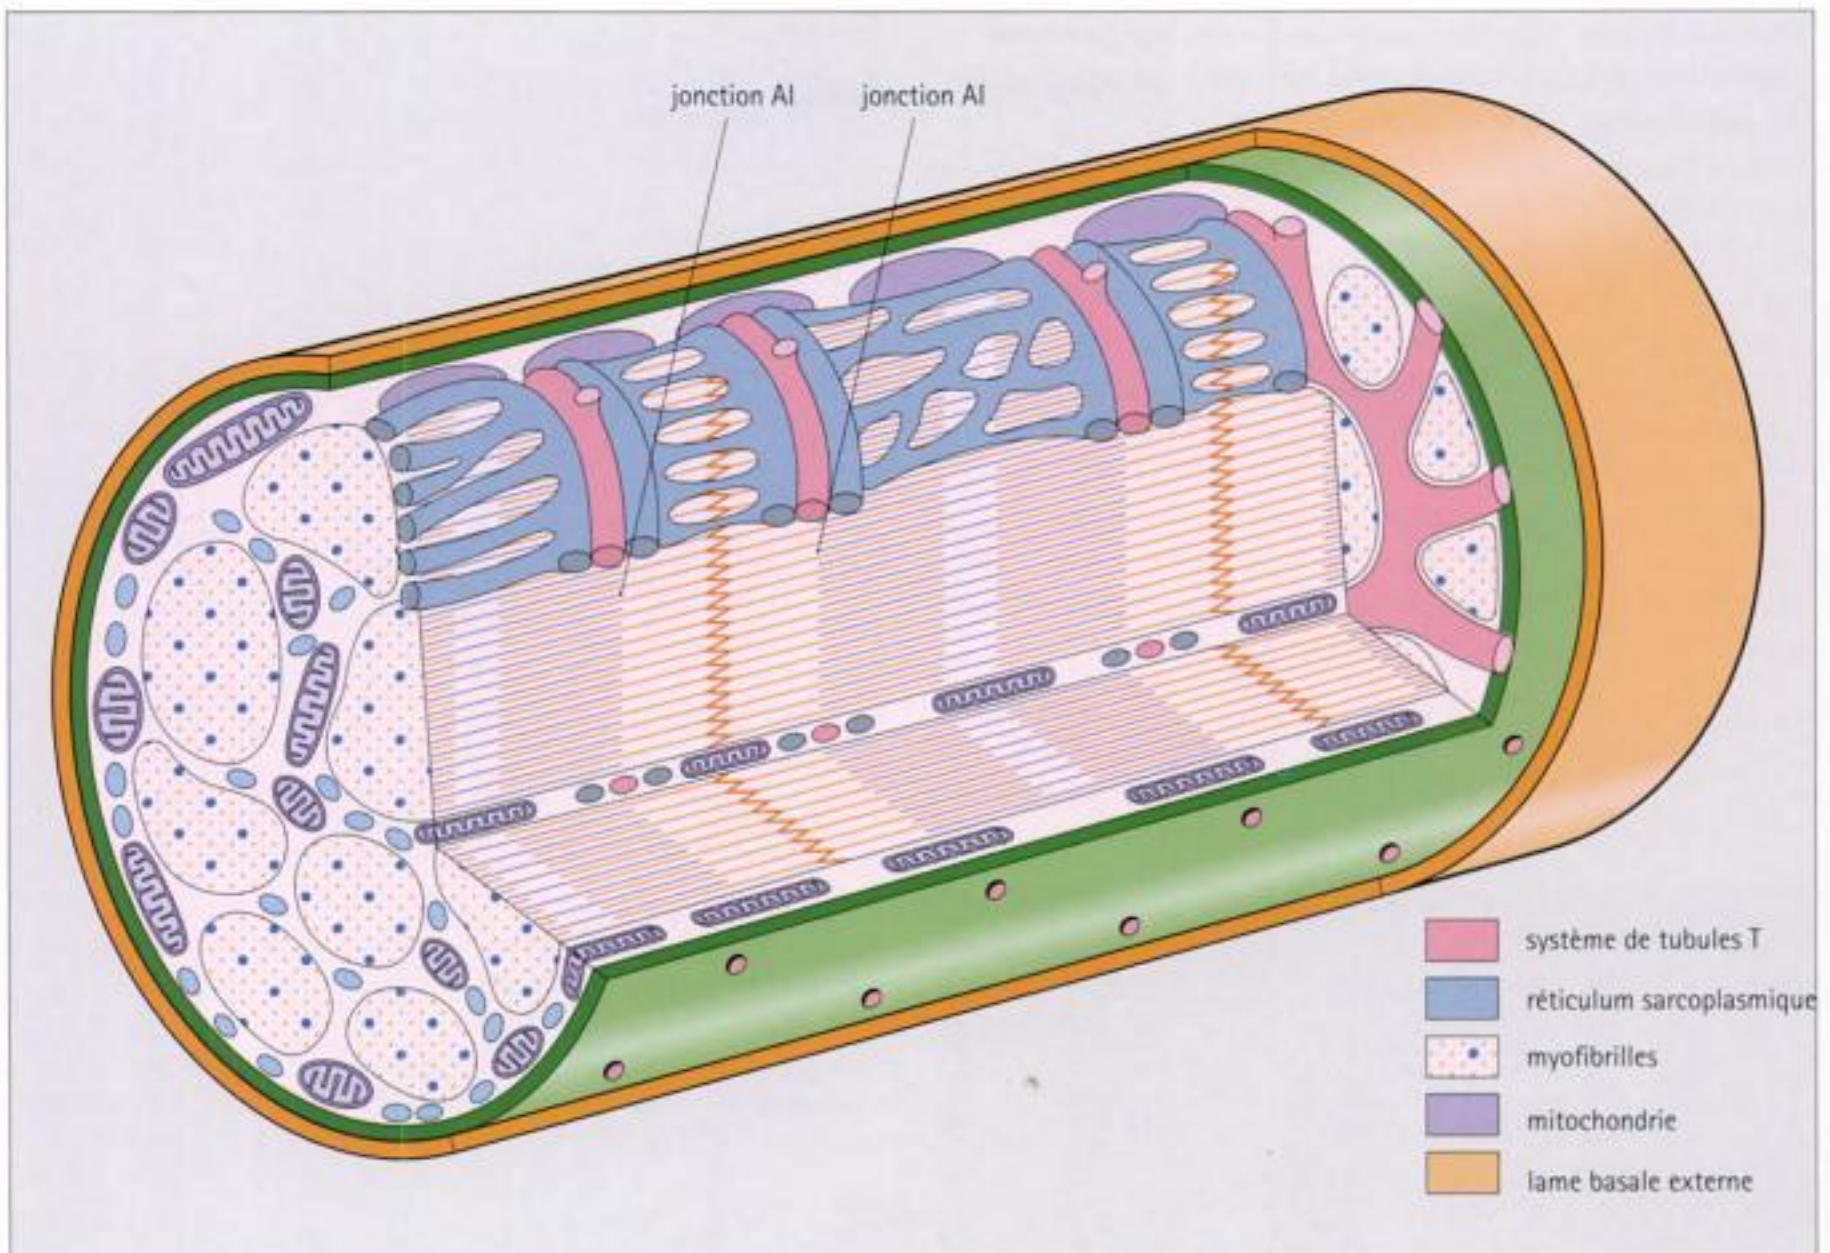 jonction AI
jonction AI
système de tubules T
réticulum sarcoplasmique
myofibrilles
mitochondrie
lame basale externe